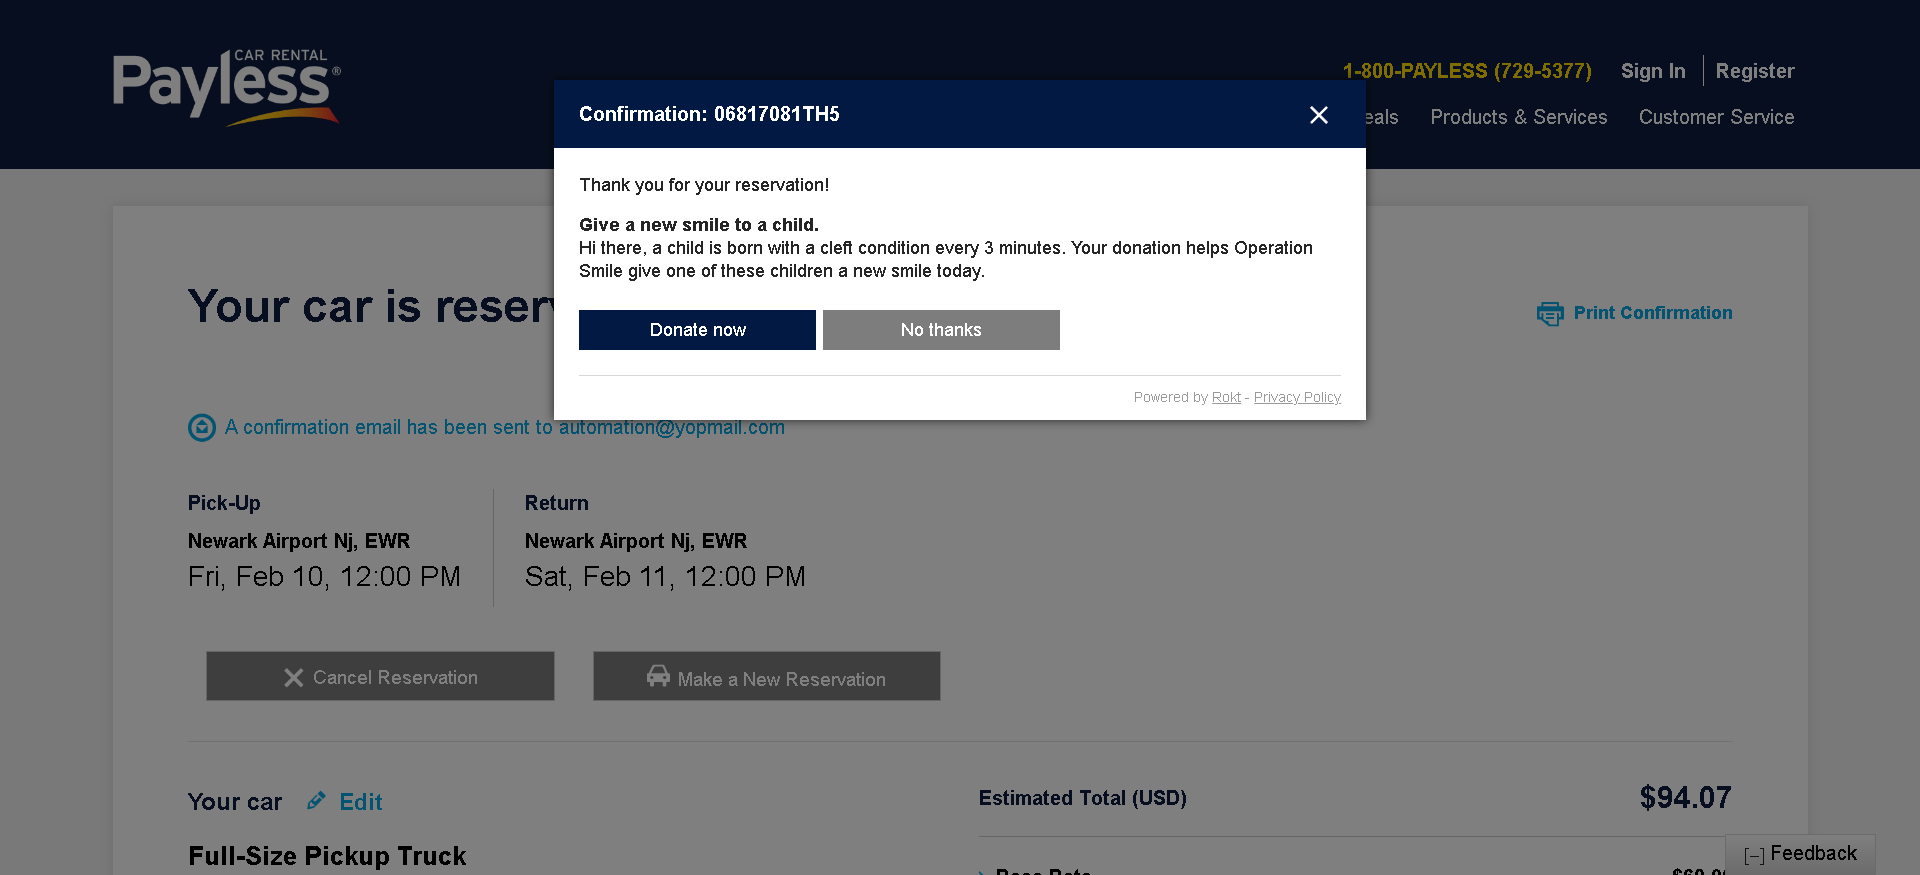 CAR RENTAL
Payless®
1-800-PAYLESS (729-5377)
Sign In
Register
eals
Products & Services
Customer Service
Confirmation: 06817081TH5
Thank you for your reservation!
Give a new smile to a child.
Hi there, a child is born with a cleft condition every 3 minutes. Your donation helps Operation
Smile give one of these children a new smile today.
Donate now
No thanks
Powered by Rokt - Privacy Policy
Your car is reser
Print Confirmation
A confirmation email has been sent to automation@yopmail.com
Pick-Up
Newark Airport Nj, EWR
Fri, Feb 10, 12:00 PM
Return
Newark Airport Nj, EWR
Sat, Feb 11, 12:00 PM
Cancel Reservation
Make a New Reservation
Your car
Edit
Full-Size Pickup Truck
Estimated Total (USD)
$94.07
Base Rate
[–] Feedback